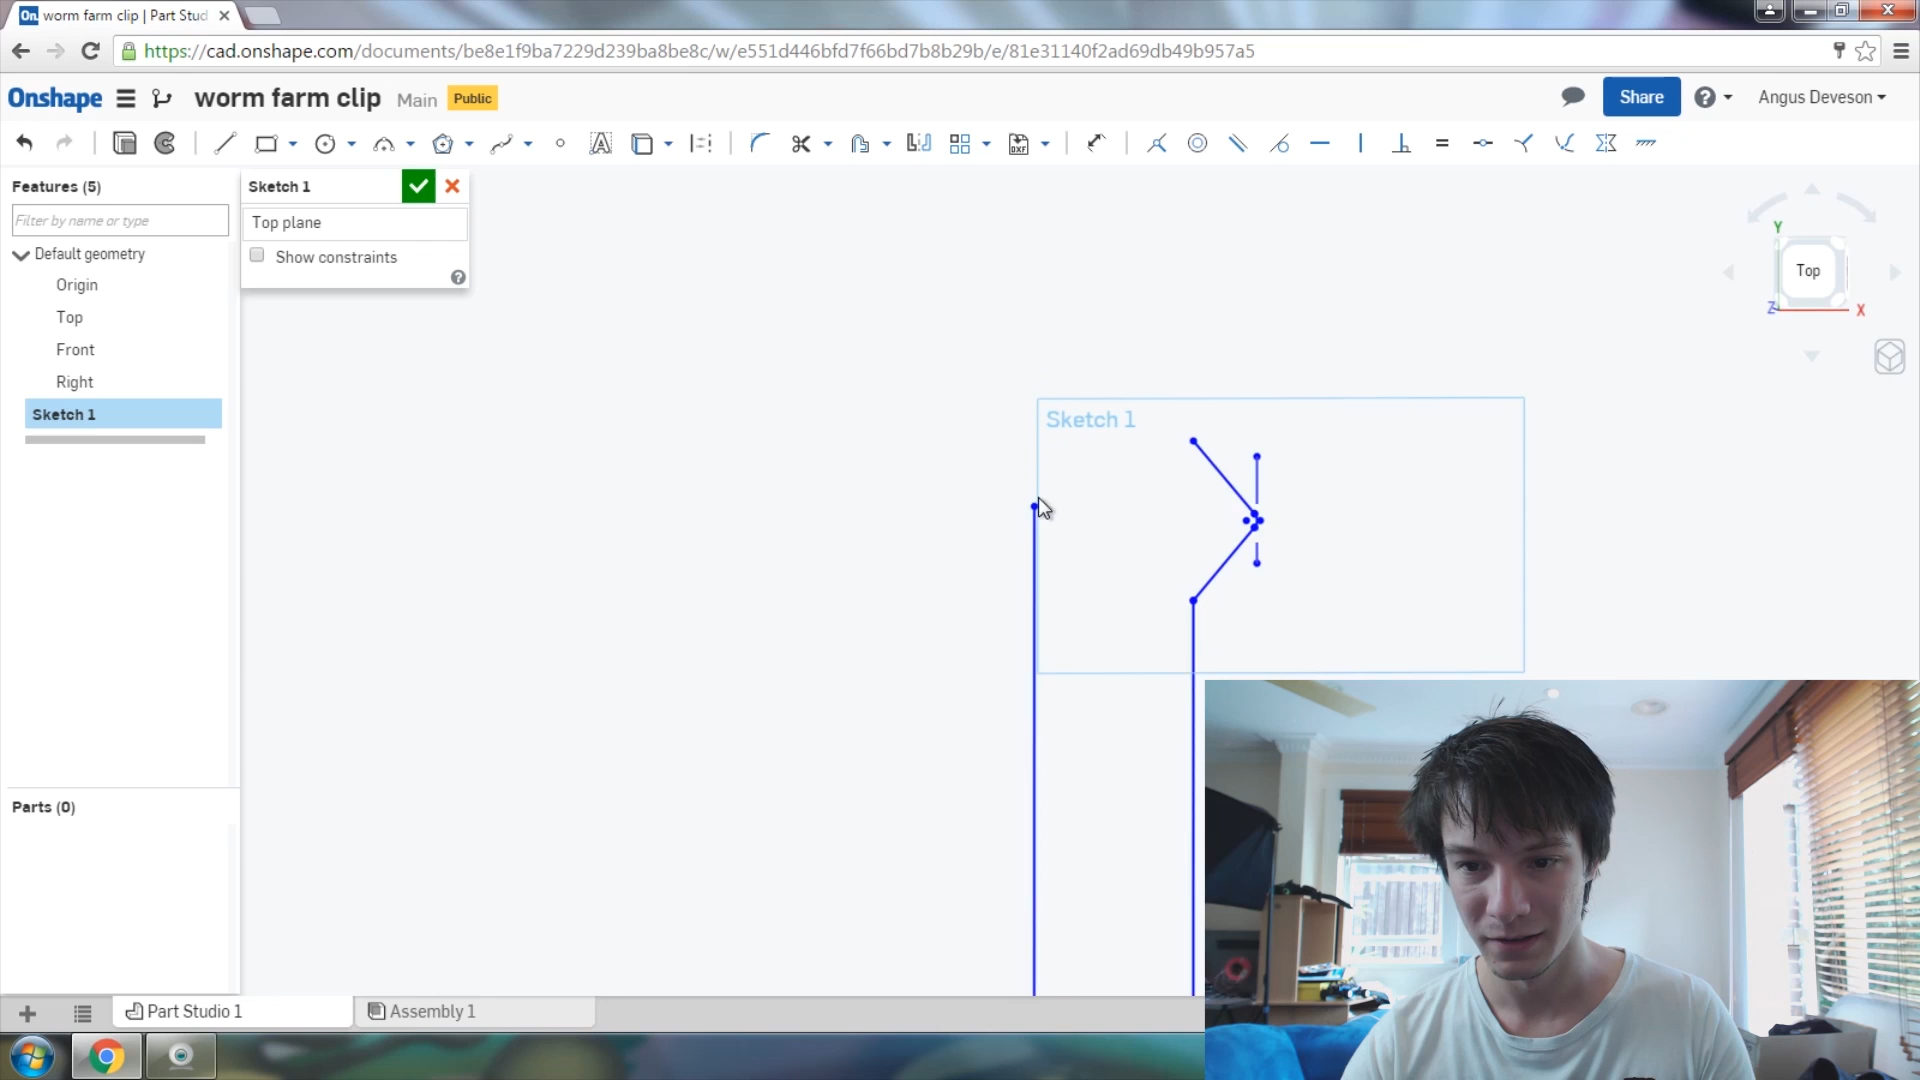 On worm farm clip | Part Stud
https://cad.onshape.com/documents/be8e1f9ba7229d239ba8be8c/w/e551d446bfd7f66bd7b8b29b/e/81e31140f2ad69db49b957a5
Onshape worm farm clip Main Public Share Angus Deveson
DXF
Features (5)
Filter by name or type
Default geometry
Origin
Top
Front
Right
Sketch 1
Parts (0)
Sketch 1
Top plane
Show constraints
Sketch 1
Y
Top
Z X
Part Studio 1 Assembly 1